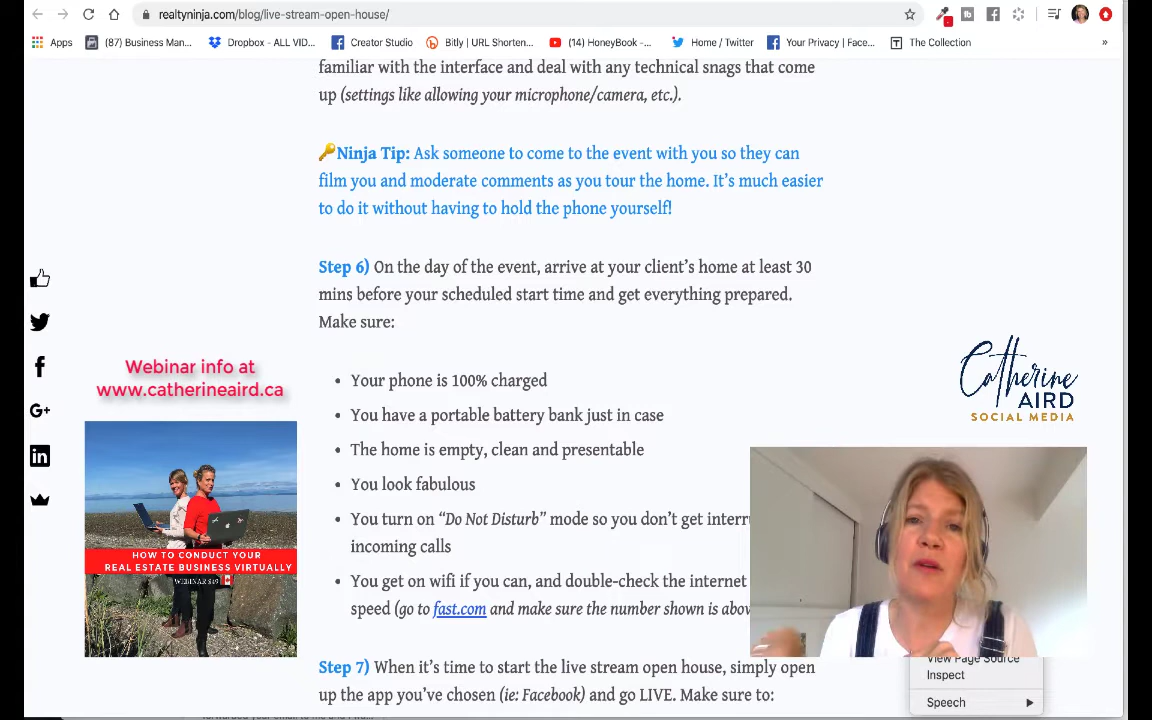 realtyninja.com/blog/live-stream-open-house/
Apps
(87) Business Man...
Dropbox - ALL VID...
Creator Studio
Bitly | URL Shorten...
(14) HoneyBook -...
Home / Twitter
Your Privacy | Face...
The Collection
»
familiar with the interface and deal with any technical snags that come
up (settings like allowing your microphone/camera, etc.).
Ninja Tip: Ask someone to come to the event with you so they can
film you and moderate comments as you tour the home. It's much easier
to do it without having to hold the phone yourself!
Step 6) On the day of the event, arrive at your client's home at least 30
mins before your scheduled start time and get everything prepared.
Make sure:
• Your phone is 100% charged
• You have a portable battery bank just in case
• The home is empty, clean and presentable
• You look fabulous
• You turn on "Do Not Disturb" mode so you don't get interr
incoming calls
• You get on wifi if you can, and double-check the internet
speed (go to fast.com and make sure the number shown is abov
Step 7) When it's time to start the live stream open house, simply open
up the app you've chosen (ie: Facebook) and go LIVE. Make sure to:
Webinar info at
www.catherineaird.ca
HOW TO CONDUCT YOUR
REAL ESTATE BUSINESS VIRTUALLY
WEBINAR $49
Catherine
AIRD
SOCIAL MEDIA
View Page Source
Inspect
Speech